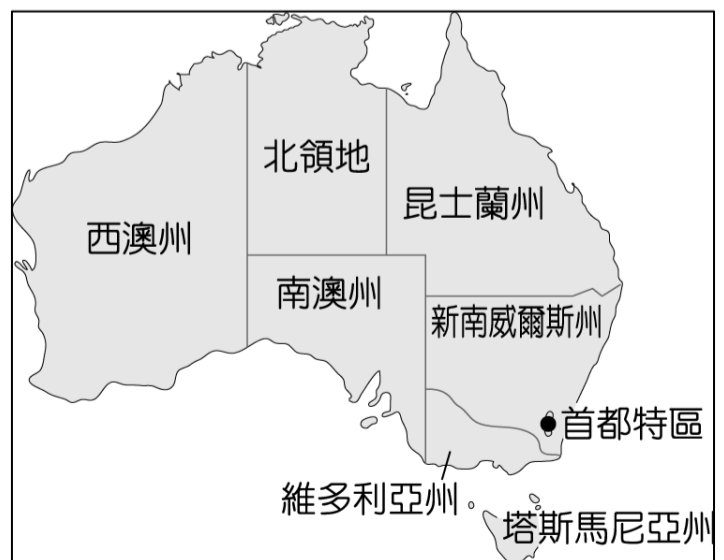 北領地
昆士蘭州
西澳州
南澳州
新南威爾斯州
首都特區
維多利亞州
塔斯馬尼亞州